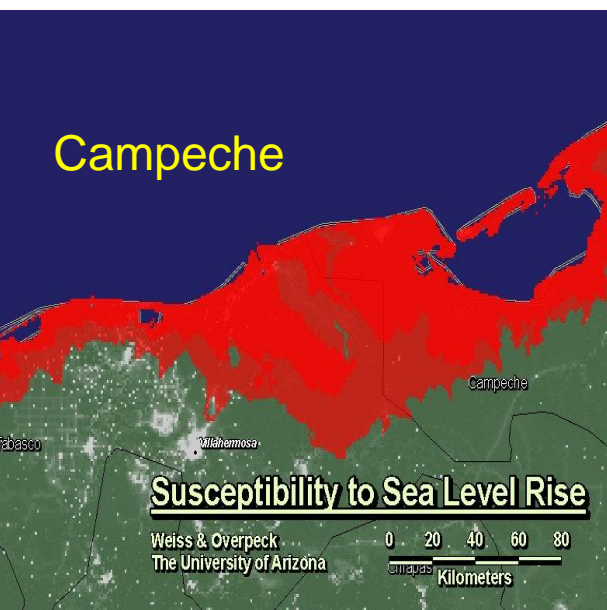 Campeche
Campeche
Tabasco
Villahermosa
Susceptibility to Sea Level Rise
Weiss & Overpeck
The University of Arizona
0 20 40 60 80
Chiapas
Kilometers